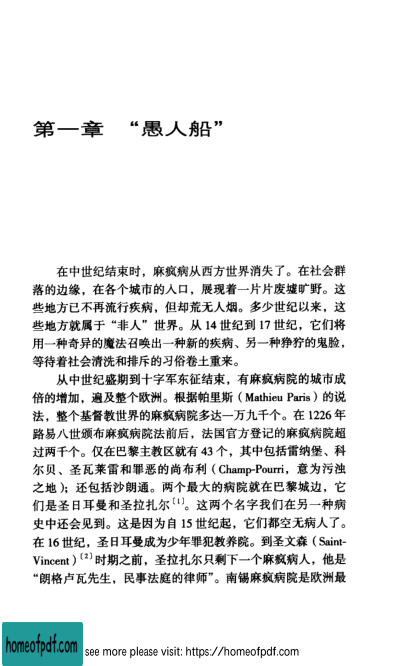 第一章 “愚人船”
在中世纪结束时，麻疯病从西方世界消失了。在社会群
落的边缘，在各个城市的入口，展现着一片片废墟旷野。这
些地方已不再流行疾病，但却荒无人烟。多少世纪以来，这
些地方就属于“非人”世界。从 14 世纪到 17 世纪，它们将
用一种奇异的魔法召唤出一种新的疾病、另一种狰狞的鬼脸，
等待着社会清洗和排斥的习俗卷土重来。
从中世纪盛期到十字军东征结束，有麻疯病院的城市成
倍的增加，遍及整个欧洲。根据帕里斯（Mathieu Paris）的说
法，整个基督教世界的麻疯病院多达一万九千个。在 1226 年
路易八世颁布麻疯病院法前后，法国官方登记的麻疯病院超
过两千个。仅在巴黎主教区就有 43 个，其中包括雷纳堡、科
尔贝、圣瓦莱雷和罪恶的尚布利（Champ-Pourri，意为污浊
之地）；还包括沙朗通。两个最大的病院就在巴黎城边，它
们是圣日耳曼和圣拉扎尔〔1〕。这两个名字我们在另一种病
史中还会见到。这是因为自 15 世纪起，它们都空无病人了。
在 16 世纪，圣日耳曼成为少年罪犯教养院。到圣文森（Saint-
Vincent）〔2〕时期之前，圣拉扎尔只剩下一个麻疯病人，他是
“朗格卢瓦先生，民事法庭的律师”。南锡麻疯病院是欧洲最
homeofpdf.com
see more please visit: https://homeofpdf.com